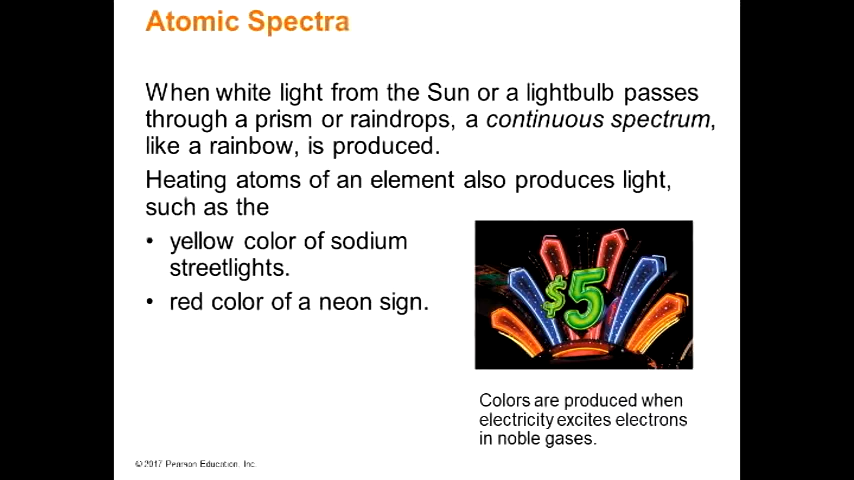 Atomic Spectra
When white light from the Sun or a lightbulb passes
through a prism or raindrops, a continuous spectrum,
like a rainbow, is produced.
Heating atoms of an element also produces light,
such as the
• yellow color of sodium
streetlights.
• red color of a neon sign.
$5
Colors are produced when
electricity excites electrons
in noble gases.
© 2017 Pearson Education, Inc.